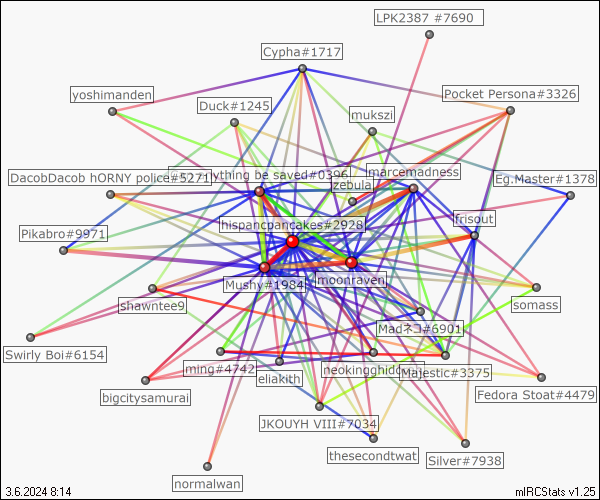 LPK2387 #7690
Cypha#1717
yoshimanden
Pocket Persona#3326
Duck#1245
mukszi
ything be saved#0396
marcemadness
DacobDacob hORNY police#5271
zebula
Eg.Master#1378
hispancpancakes#2928
frisout
Pikabro#9971
Mushy#1984
moonraven
shawntee9
somass
Madネコ#6901
Swirly Boi#6154
ming#4742
eliakith
neokingghid
Majestic#3375
bigcitysamurai
Fedora Stoat#4479
JKOUYH VIII#7034
thesecondtwat
Silver#7938
normalwan
3.6.2024 8:14
mIRCStats v1.25